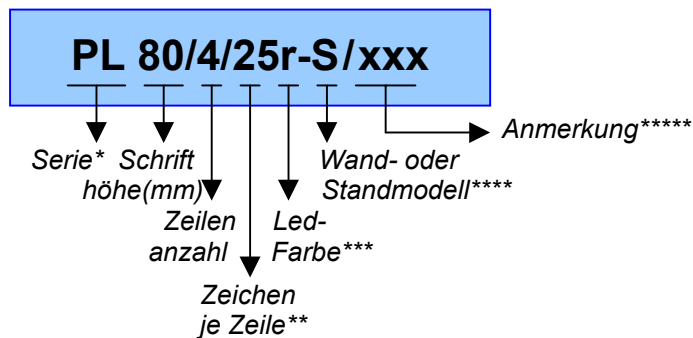 PL 80/4/25r-S/xxx
Anmerkung*****
Serie* Schrift höhe(mm)
Wand- oder Standmodell****
Zeilen anzahl
Led- Farbe***
Zeichen je Zeile**